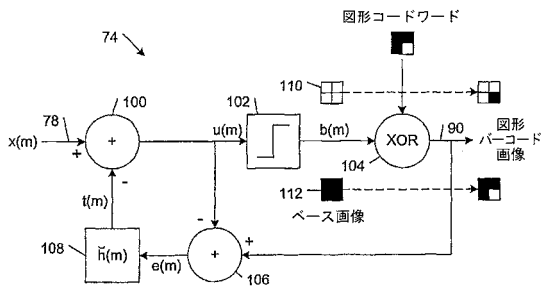 図形コードワード
74
100
102
110
78
x(m)
+
+
u(m)
b(m)
XOR
90
図形
バーコード
画像
104
-
t(m)
112
ベース画像
-
+
+
108
h̆(m)
e(m)
106